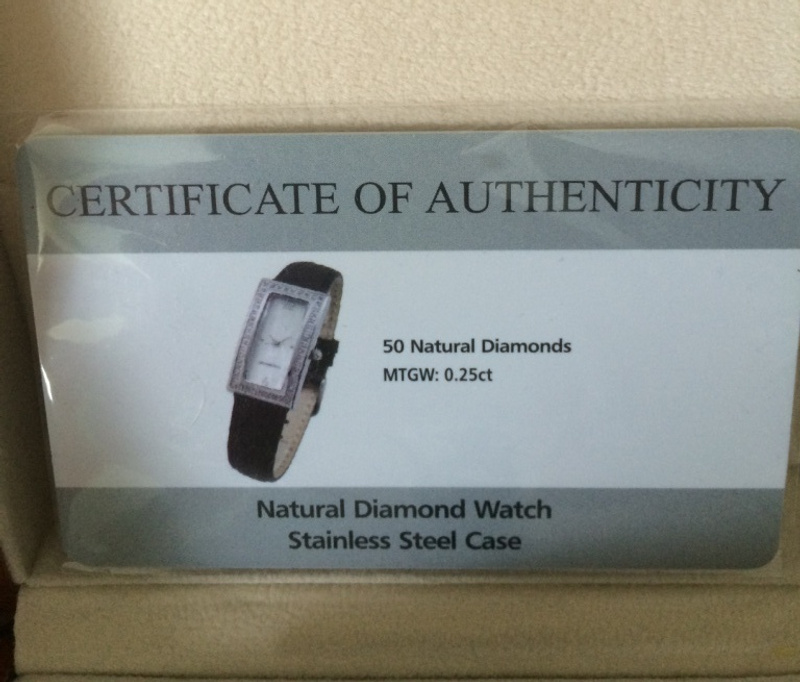 CERTIFICATE OF AUTHENTICITY
50 Natural Diamonds
MTGW: 0.25ct
Natural Diamond Watch
Stainless Steel Case